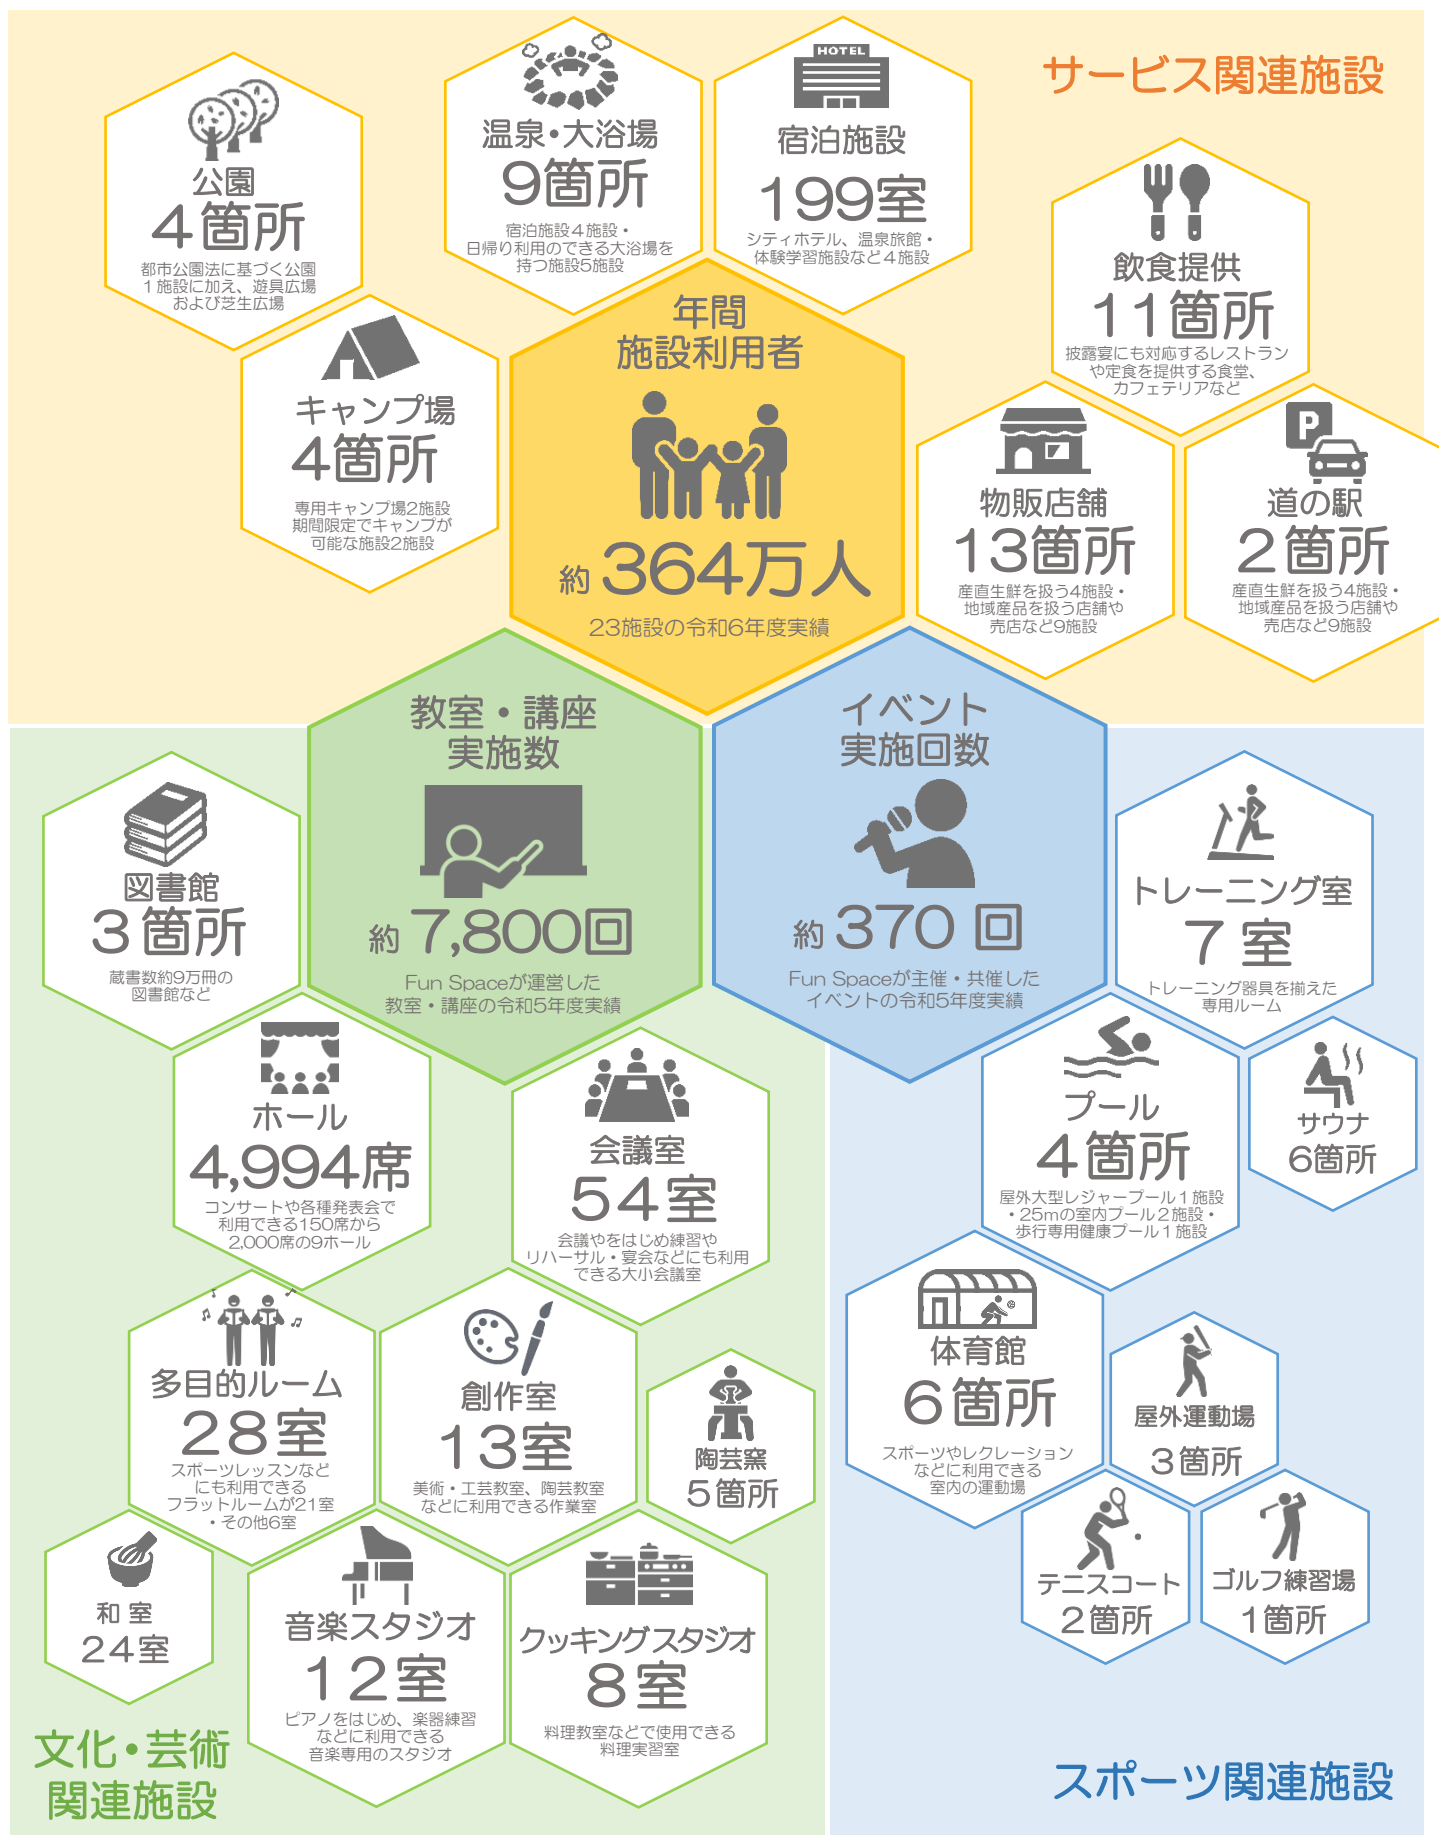 サービス関連施設
公園
4箇所
都市公園法に基づく公園
1施設に加え、遊具広場
および芝生広場
温泉・大浴場
9箇所
宿泊施設4施設・
日帰り利用のできる大浴場を
持つ施設5施設
HOTEL
宿泊施設
199室
シティホテル、温泉旅館・
体験学習施設など4施設
飲食提供
11箇所
披露宴にも対応するレストラン
や定食を提供する食堂、
カフェテリアなど
キャンプ場
4箇所
専用キャンプ場2施設
期間限定でキャンプが
可能な施設2施設
年間
施設利用者
約 364万人
23施設の令和6年度実績
物販店舗
13箇所
産直生鮮を扱う4施設・
地域産品を扱う店舗や
売店など9施設
P
道の駅
2箇所
産直生鮮を扱う4施設・
地域産品を扱う店舗や
売店など9施設
教室・講座
実施数
約 7,800回
Fun Spaceが運営した
教室・講座の令和5年度実績
イベント
実施回数
約 370 回
Fun Spaceが主催・共催した
イベントの令和5年度実績
図書館
3箇所
蔵書数約9万冊の
図書館など
ホール
4,994席
コンサートや各種発表会で
利用できる150席から
2,000席の9ホール
会議室
54室
会議やをはじめ練習や
リハーサル・宴会などにも利用
できる大小会議室
多目的ルーム
28室
スポーツレッスンなど
にも利用できる
フラットルームが21室
・その他6室
創作室
13室
美術・工芸教室、陶芸教室
などに利用できる作業室
陶芸窯
5箇所
和室
24室
音楽スタジオ
12室
ピアノをはじめ、楽器練習
などに利用できる
音楽専用のスタジオ
クッキングスタジオ
8室
料理教室などで使用できる
料理実習室
文化・芸術
関連施設
トレーニング室
7室
トレーニング器具を揃えた
専用ルーム
プール
4箇所
屋外大型レジャープール1施設
・25mの室内プール2施設・
歩行専用健康プール1施設
サウナ
6箇所
体育館
6箇所
スポーツやレクレーション
などに利用できる
室内の運動場
屋外運動場
3箇所
テニスコート
2箇所
ゴルフ練習場
1箇所
スポーツ関連施設